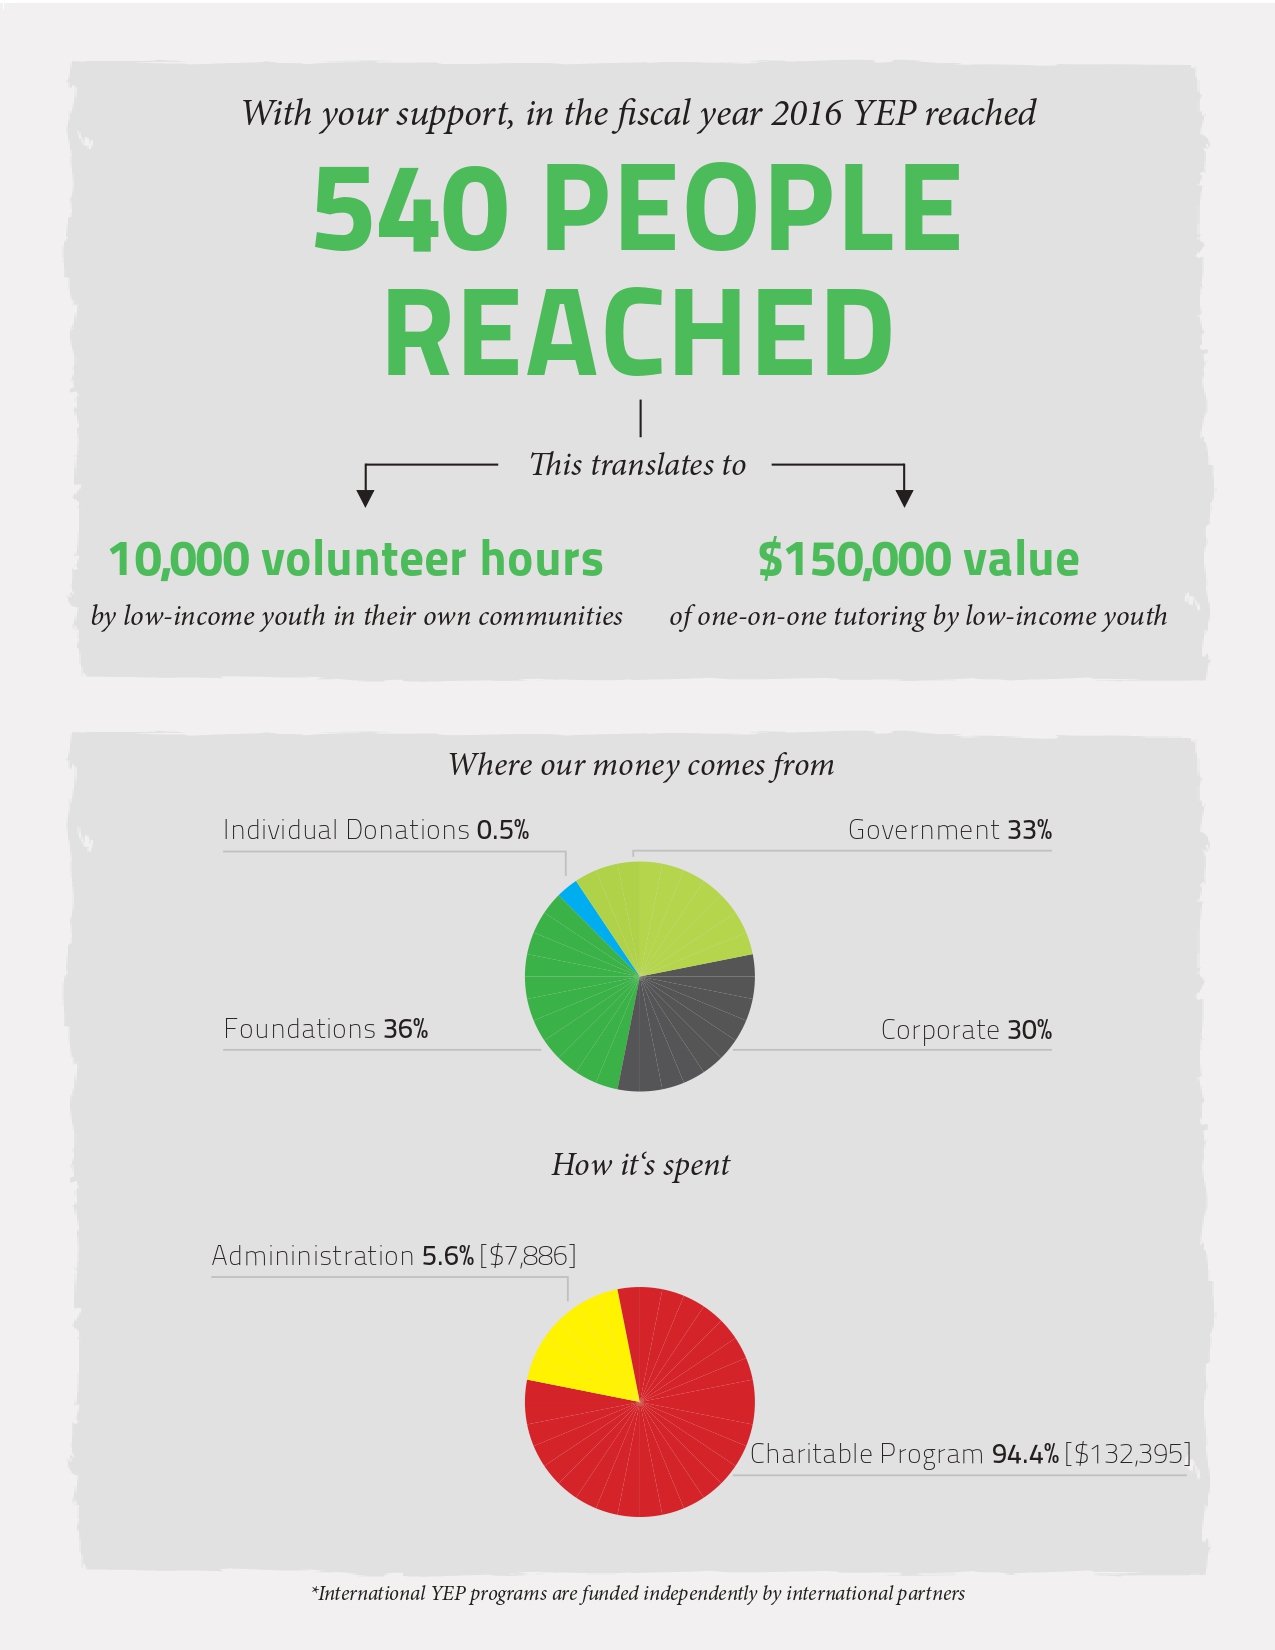 With your support, in the fiscal year 2016 YEP reached
540 PEOPLE
REACHED
This translates to
10,000 volunteer hours
by low-income youth in their own communities
$150,000 value
of one-on-one tutoring by low-income youth
Where our money comes from
Individual Donations 0.5%
Government 33%
Foundations 36%
Corporate 30%
How it‘s spent
Admininistration 5.6% [$7,886]
Charitable Program 94.4% [$132,395]
*International YEP programs are funded independently by international partners